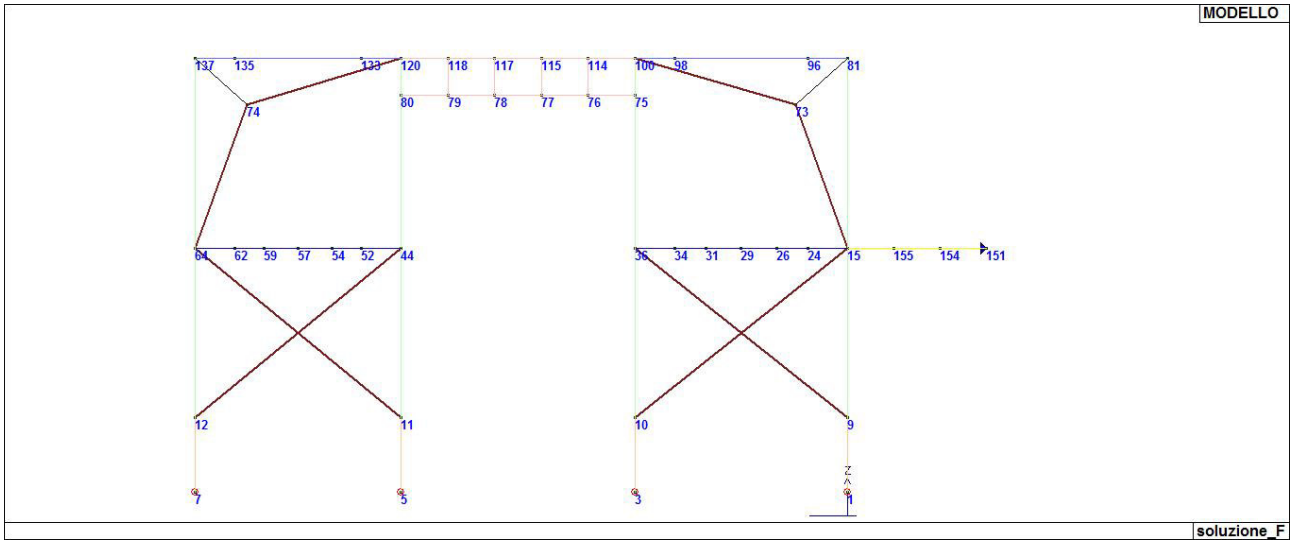 MODELLO
137 135 133 120 118 117 115 114 100 98 96 81
80 79 78 77 76 75
74 73
64 62 59 57 54 52 44 36 34 31 29 26 24 15 155 154 151
12 11 10 9
Z
7 5 3 1
soluzione_F